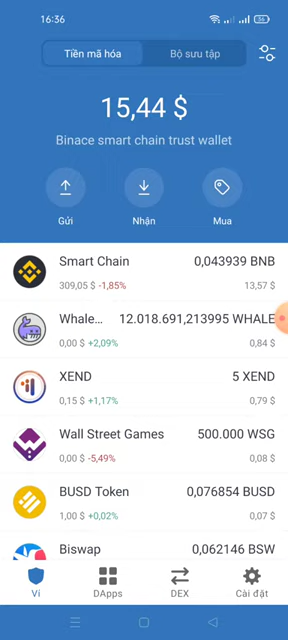 16:36
56
Tiền mã hóa
Bộ sưu tập
15,44 $
Binace smart chain trust wallet
Gửi
Nhận
Mua
Smart Chain 0,043939 BNB
309,05 $ -1,85% 13,57 $
Whale... 12.018.691,213995 WHALE
0,00 $ +2,09% 0,84 $
XEND 5 XEND
0,15 $ +1,17% 0,79 $
Wall Street Games 500.000 WSG
0,00 $ -5,49% 0,08 $
BUSD Token 0,076854 BUSD
1,00 $ +0,02% 0,07 $
Biswap 0,062146 BSW
Ví
DApps
DEX
Cài đặt